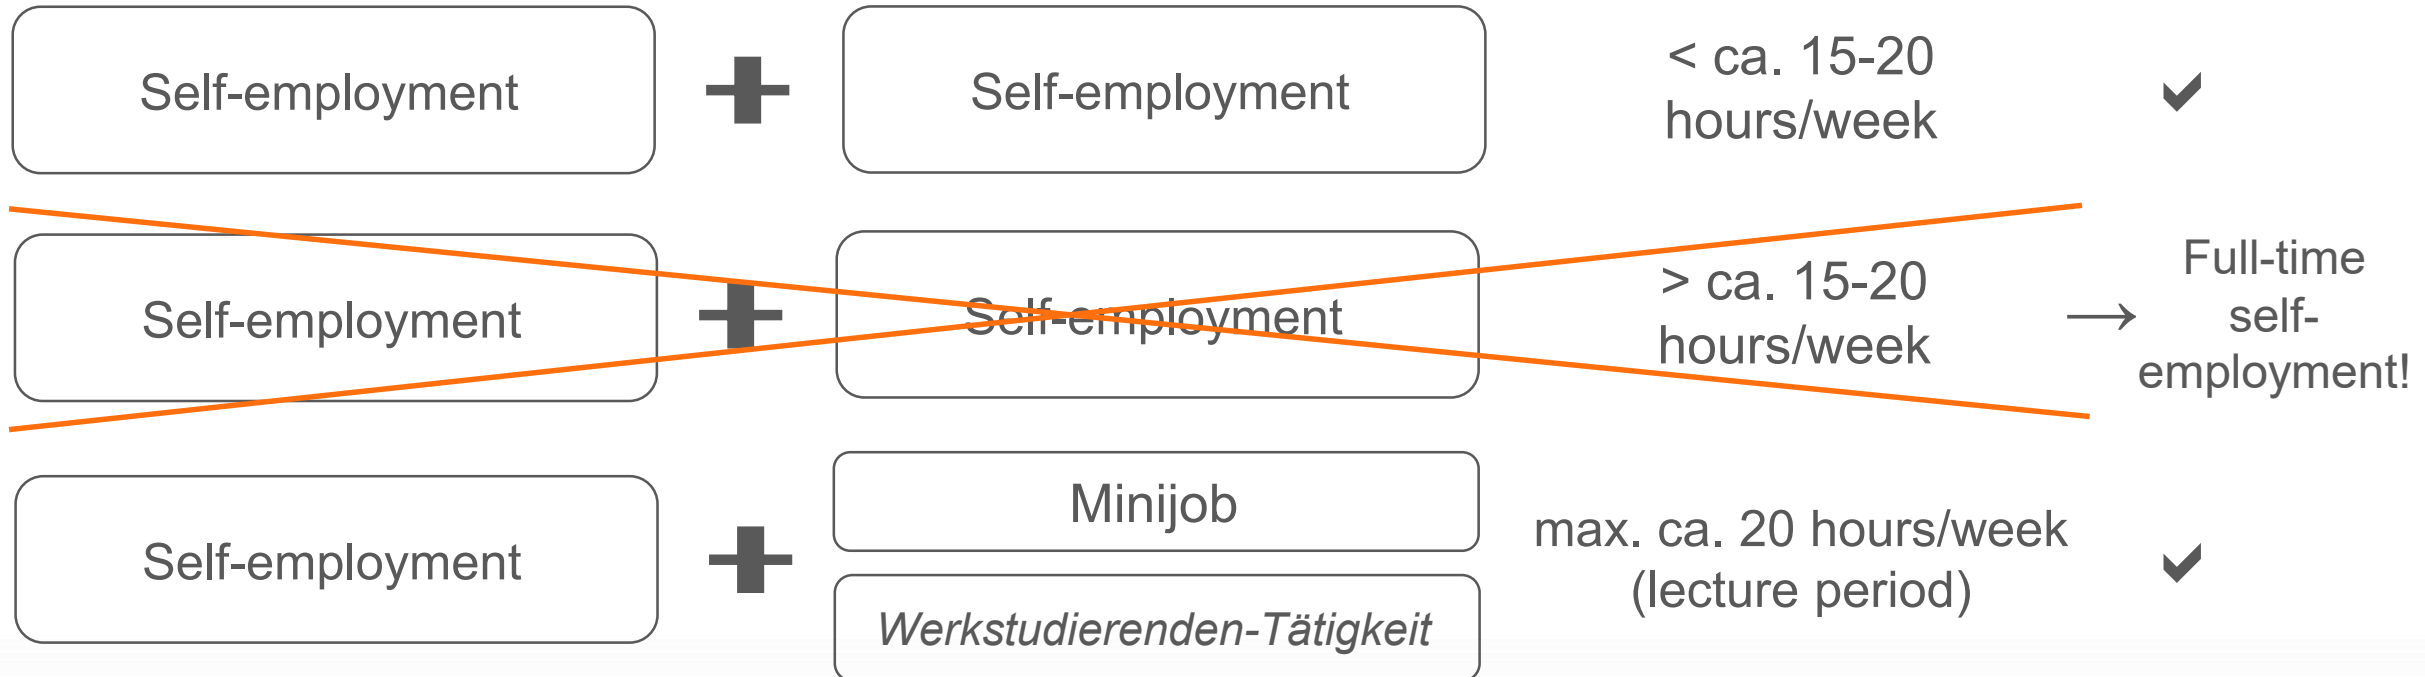 Self-employment
Self-employment
< ca. 15-20
hours/week
Self-employment
Self-employment
> ca. 15-20
hours/week
→
Full-time
self-
employment!
Self-employment
Minijob
Werkstudierenden-Tätigkeit
max. ca. 20 hours/week
(lecture period)